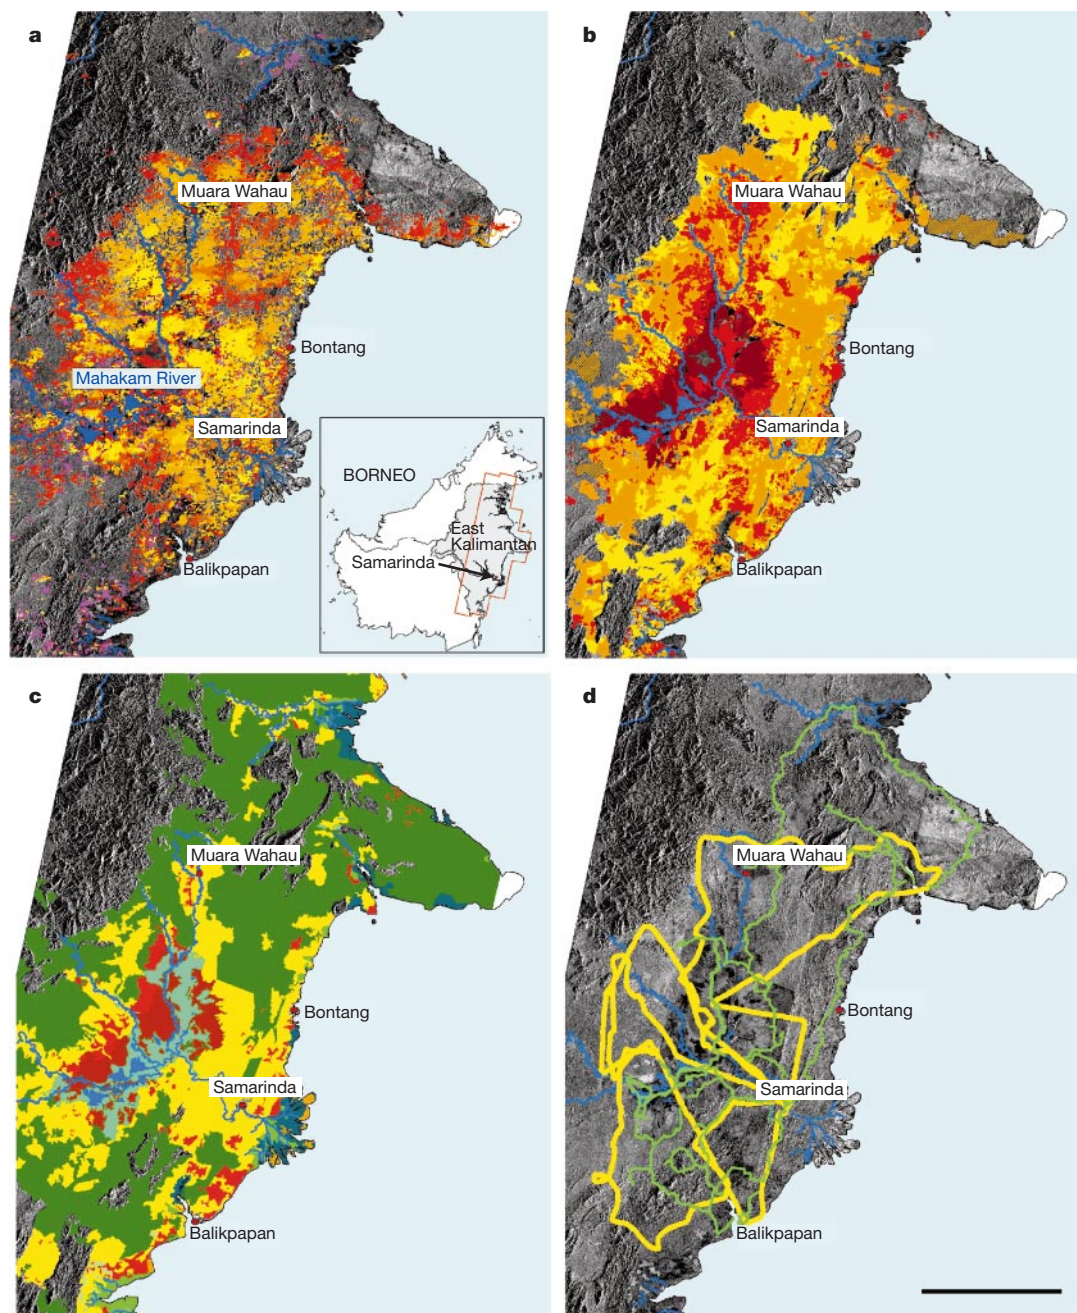 a
Muara Wahau
Bontang
Mahakam River
Samarinda
BORNEO
East
Kalimantan
Samarinda
Balikpapan
b
Muara Wahau
Bontang
Samarinda
Balikpapan
c
Muara Wahau
Bontang
Samarinda
Balikpapan
d
Muara Wahau
Bontang
Samarinda
Balikpapan